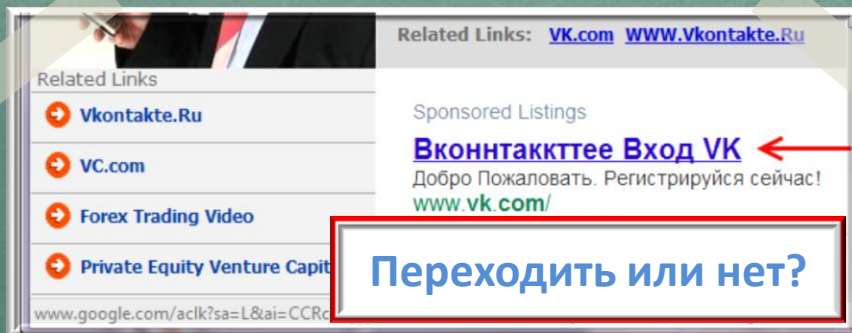 Related Links: VK.com WWW.Vkontakte.Ru
Related Links
Vkontakte.Ru
VC.com
Forex Trading Video
Private Equity Venture Capit
Sponsored Listings
Вконнтаккттее Вход VK
Добро Пожаловать. Регистрируйся сейчас!
www.vk.com/
Переходить или нет?
www.google.com/aclk?sa=L&ai=CCRc